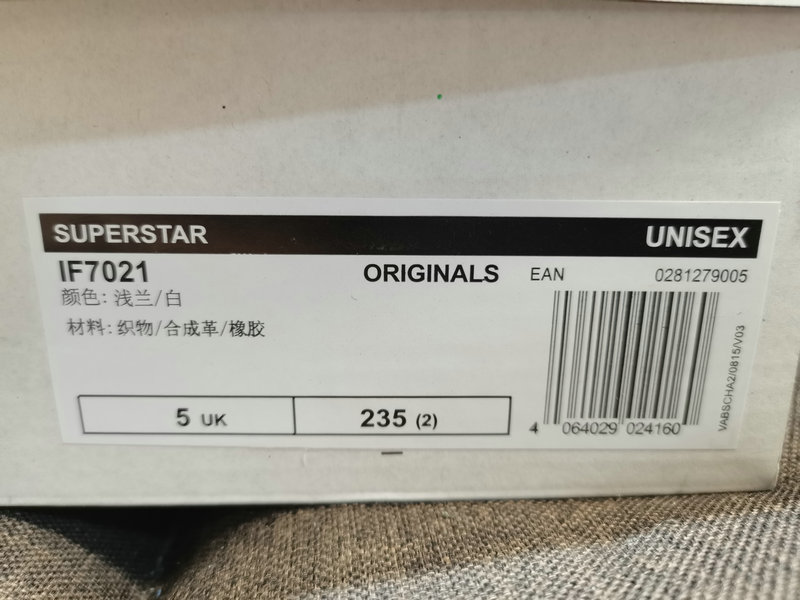 SUPERSTAR UNISEX
IF7021 ORIGINALS EAN 0281279005
颜色: 浅兰/白
材料: 织物/合成革/橡胶
5 UK 235 (2)
4 064029 024160
VABSCHA2/0815/V03